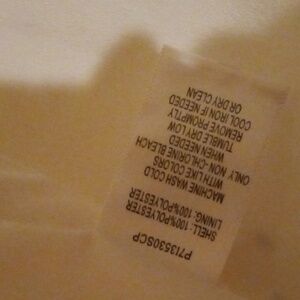 P713530SCP
SHELL: 100%POLYESTER
LINING: 100%POLYESTER
MACHINE WASH COLD
WITH LIKE COLORS
ONLY NON-CHLORINE BLEACH
WHEN NEEDED
TUMBLE DRY LOW
REMOVE PROMPTLY
COOL IRON IF NEEDED
OR DRY CLEAN